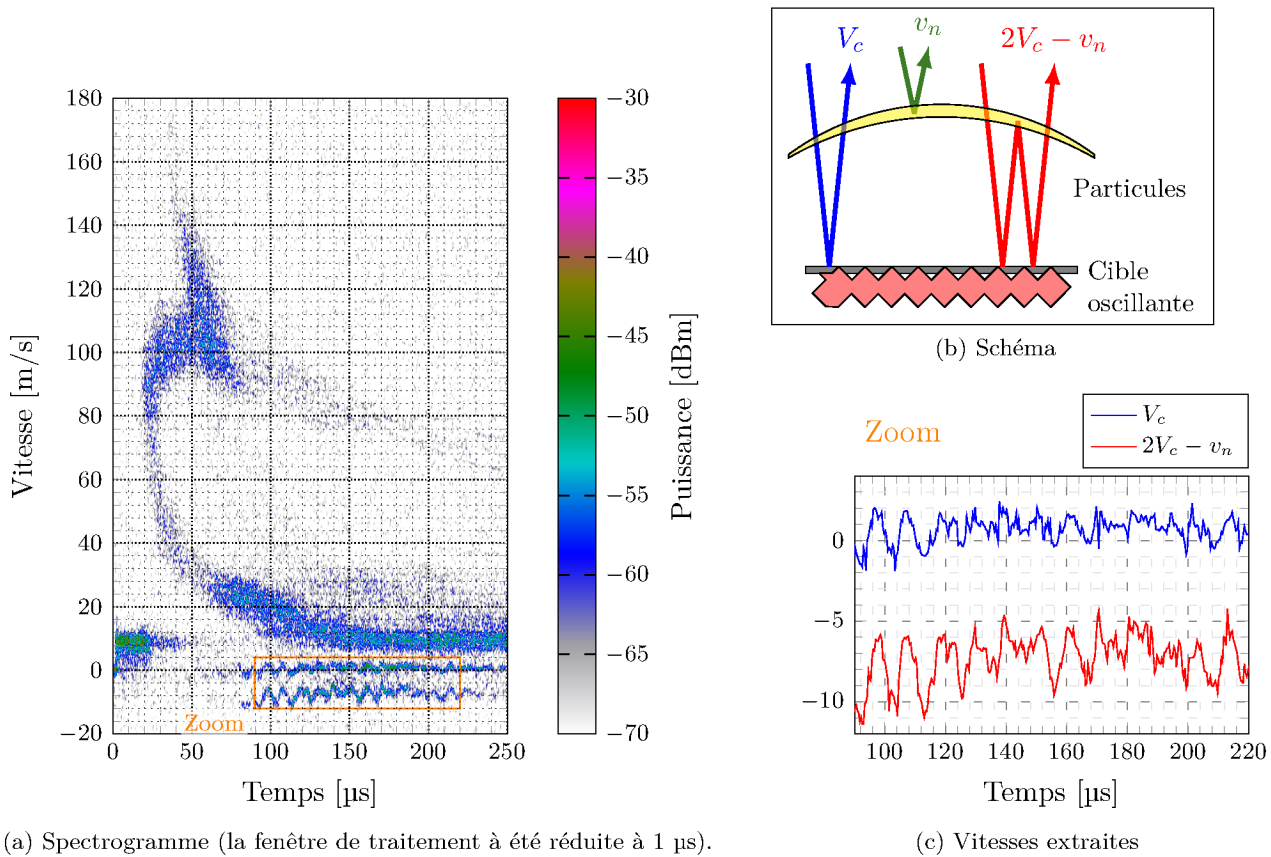 Vitesse [m/s]
180
160
140
120
100
80
60
40
20
0
−20
0
50
100
150
200
250
Temps [µs]
Zoom
−30
−35
−40
−45
−50
−55
−60
−65
−70
Puissance [dBm]
(a) Spectrogramme (la fenêtre de traitement à été réduite à 1 µs).
V_c
v_n
2V_c − v_n
Particules
Cible
oscillante
(b) Schéma
Zoom
V_c
2V_c − v_n
0
−5
−10
100
120
140
160
180
200
220
Temps [µs]
(c) Vitesses extraites